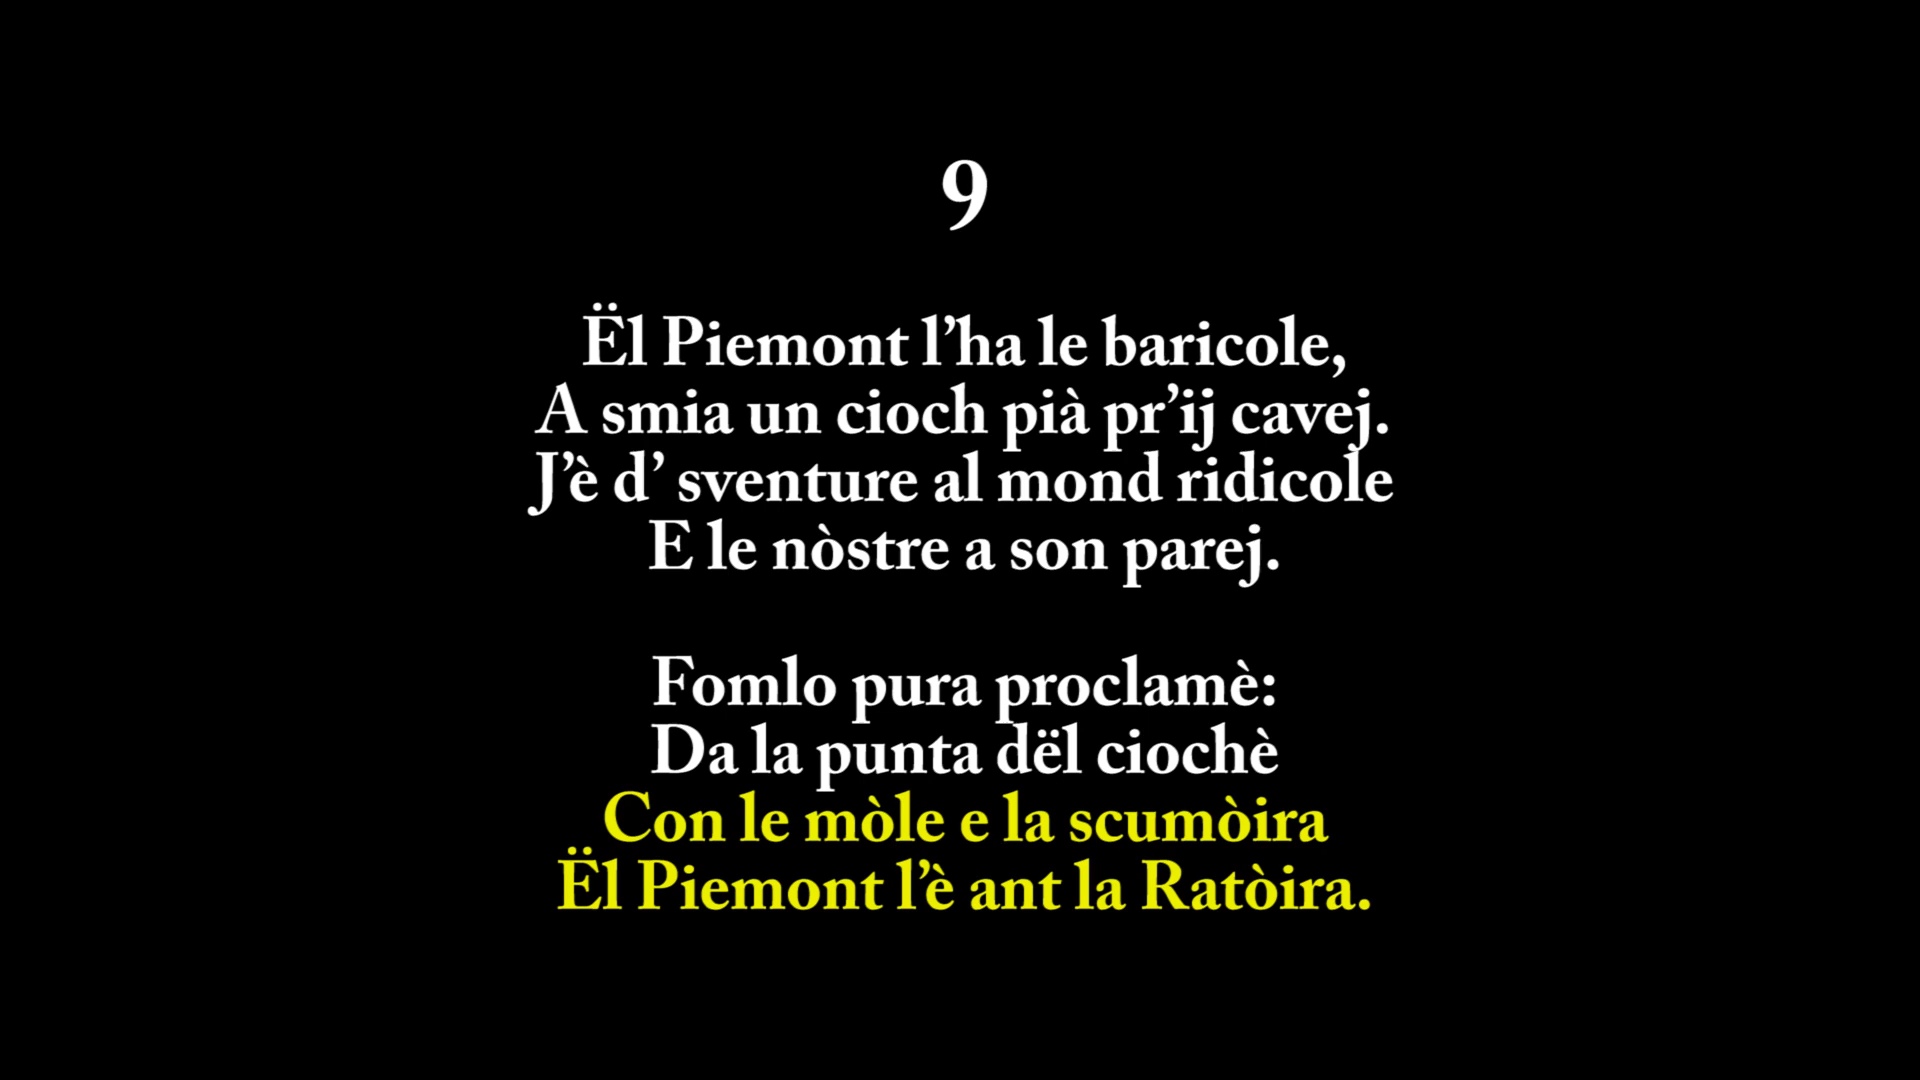 9
Ël Piemont l’ha le baricole,
A smia un cioch pià pr’ij cavej.
J’è d’ sventure al mond ridicole
E le nòstre a son parej.
Fomlo pura proclamè:
Da la punta dël ciochè
Con le mòle e la scumòira
Ël Piemont l’è ant la Ratòira.